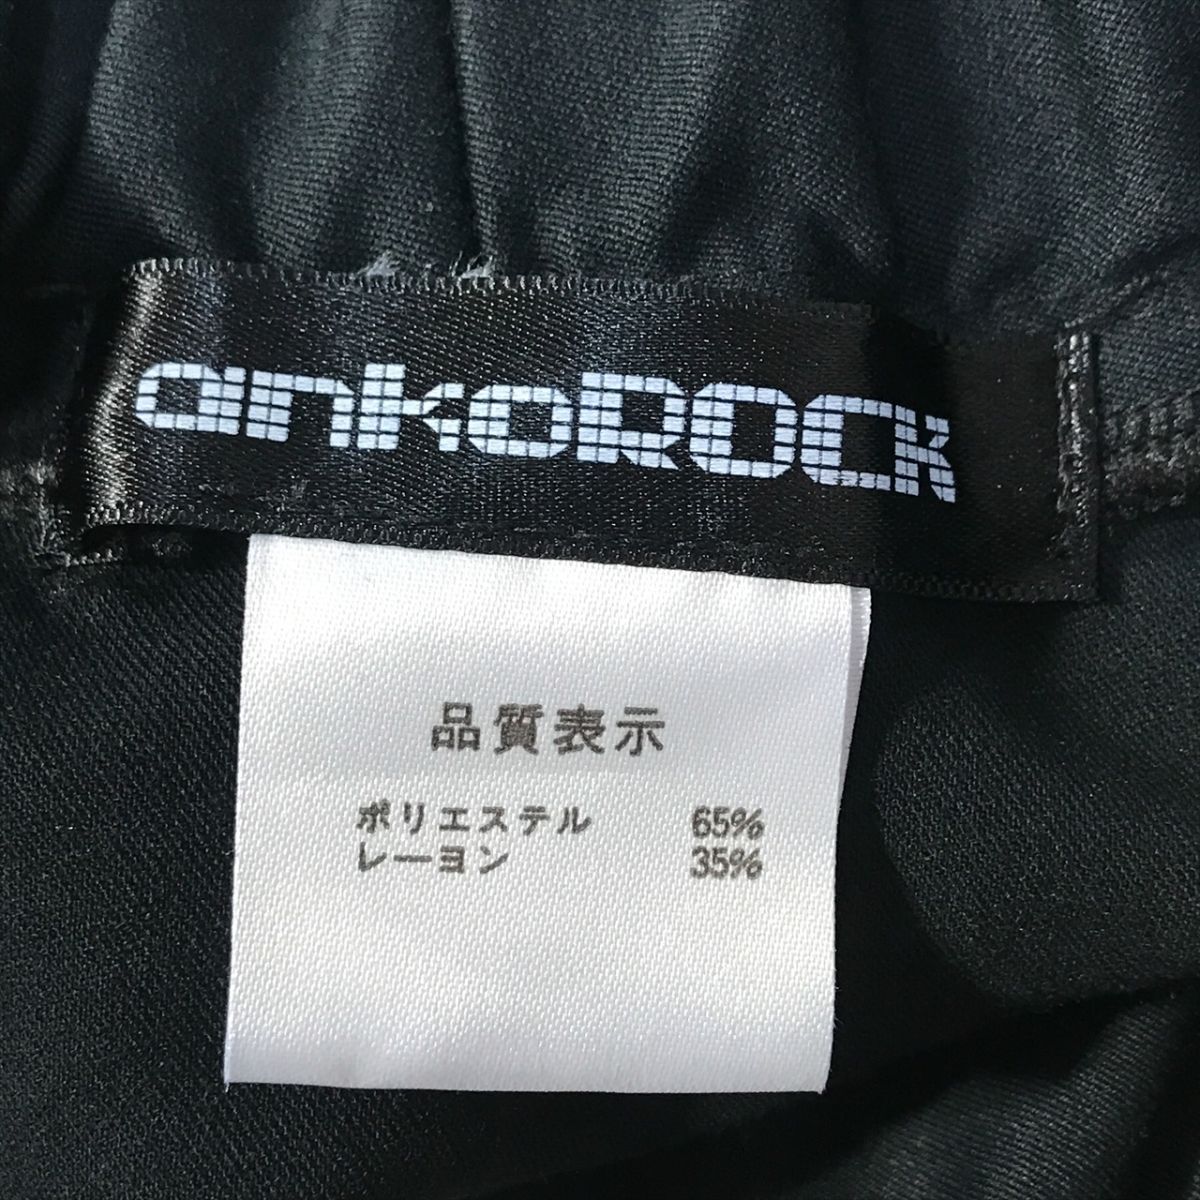 ankoROCK
品質表示
ポリエステル 65%
レーヨン 35%